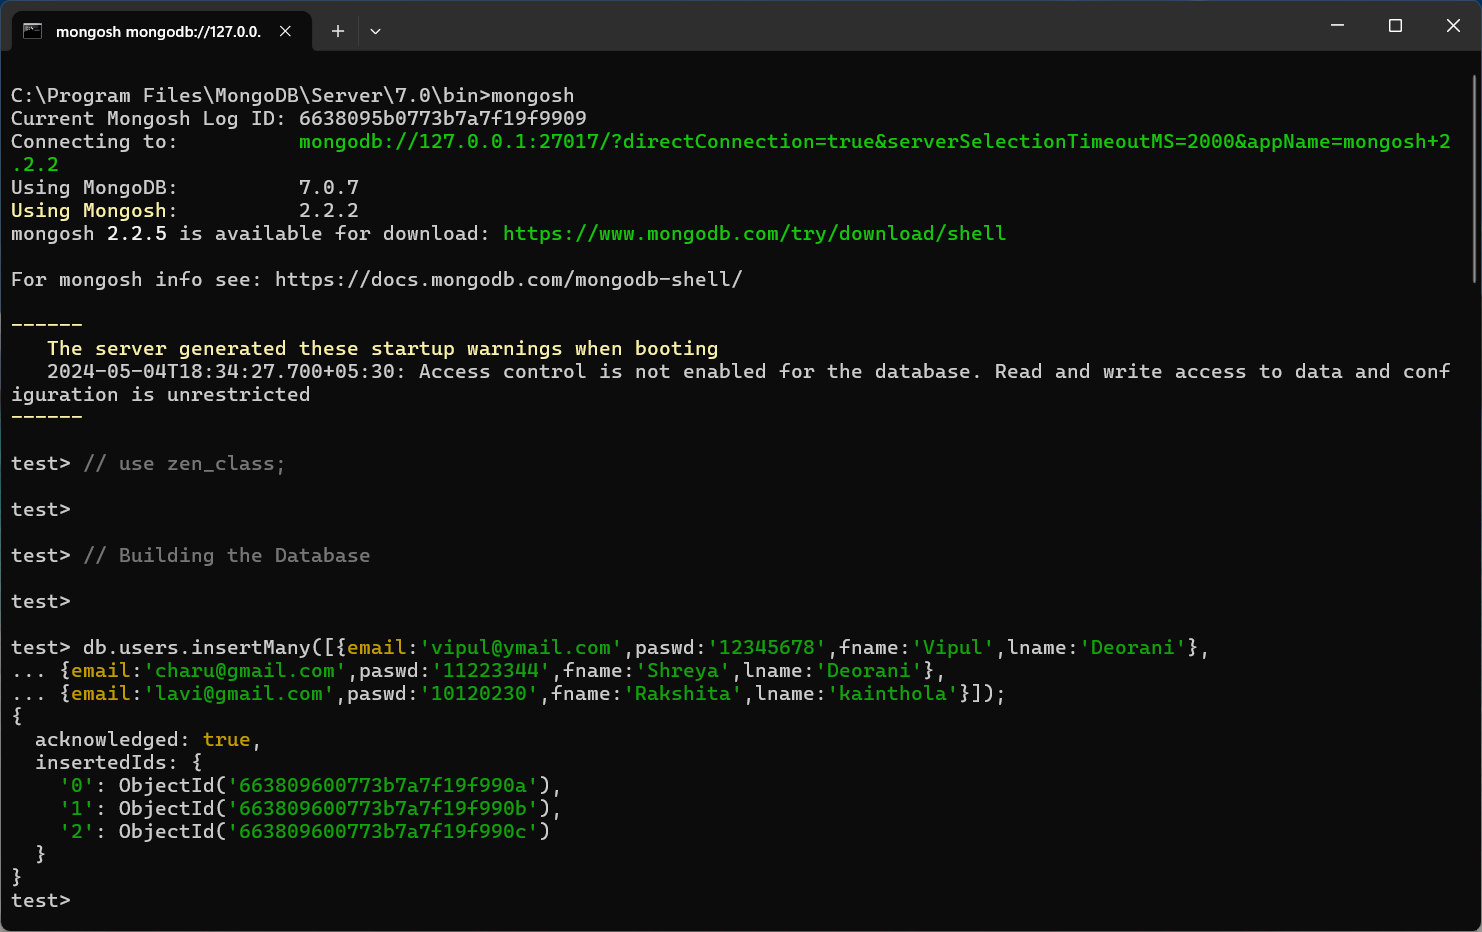 mongosh mongodb://127.0.0.
C:\Program Files\MongoDB\Server\7.0\bin>mongosh
Current Mongosh Log ID: 6638095b0773b7a7f19f9909
Connecting to:          mongodb://127.0.0.1:27017/?directConnection=true&serverSelectionTimeoutMS=2000&appName=mongosh+2
.2.2
Using MongoDB:          7.0.7
Using Mongosh:          2.2.2
mongosh 2.2.5 is available for download: https://www.mongodb.com/try/download/shell
For mongosh info see: https://docs.mongodb.com/mongodb-shell/
------
   The server generated these startup warnings when booting
   2024-05-04T18:34:27.700+05:30: Access control is not enabled for the database. Read and write access to data and conf
iguration is unrestricted
------
test> // use zen_class;
test>
test> // Building the Database
test>
test> db.users.insertMany([{email:'vipul@ymail.com',paswd:'12345678',fname:'Vipul',lname:'Deorani'},
... {email:'charu@gmail.com',paswd:'11223344',fname:'Shreya',lname:'Deorani'},
... {email:'lavi@gmail.com',paswd:'10120230',fname:'Rakshita',lname:'kainthola'}]);
{
  acknowledged: true,
  insertedIds: {
    '0': ObjectId('663809600773b7a7f19f990a'),
    '1': ObjectId('663809600773b7a7f19f990b'),
    '2': ObjectId('663809600773b7a7f19f990c')
  }
}
test>